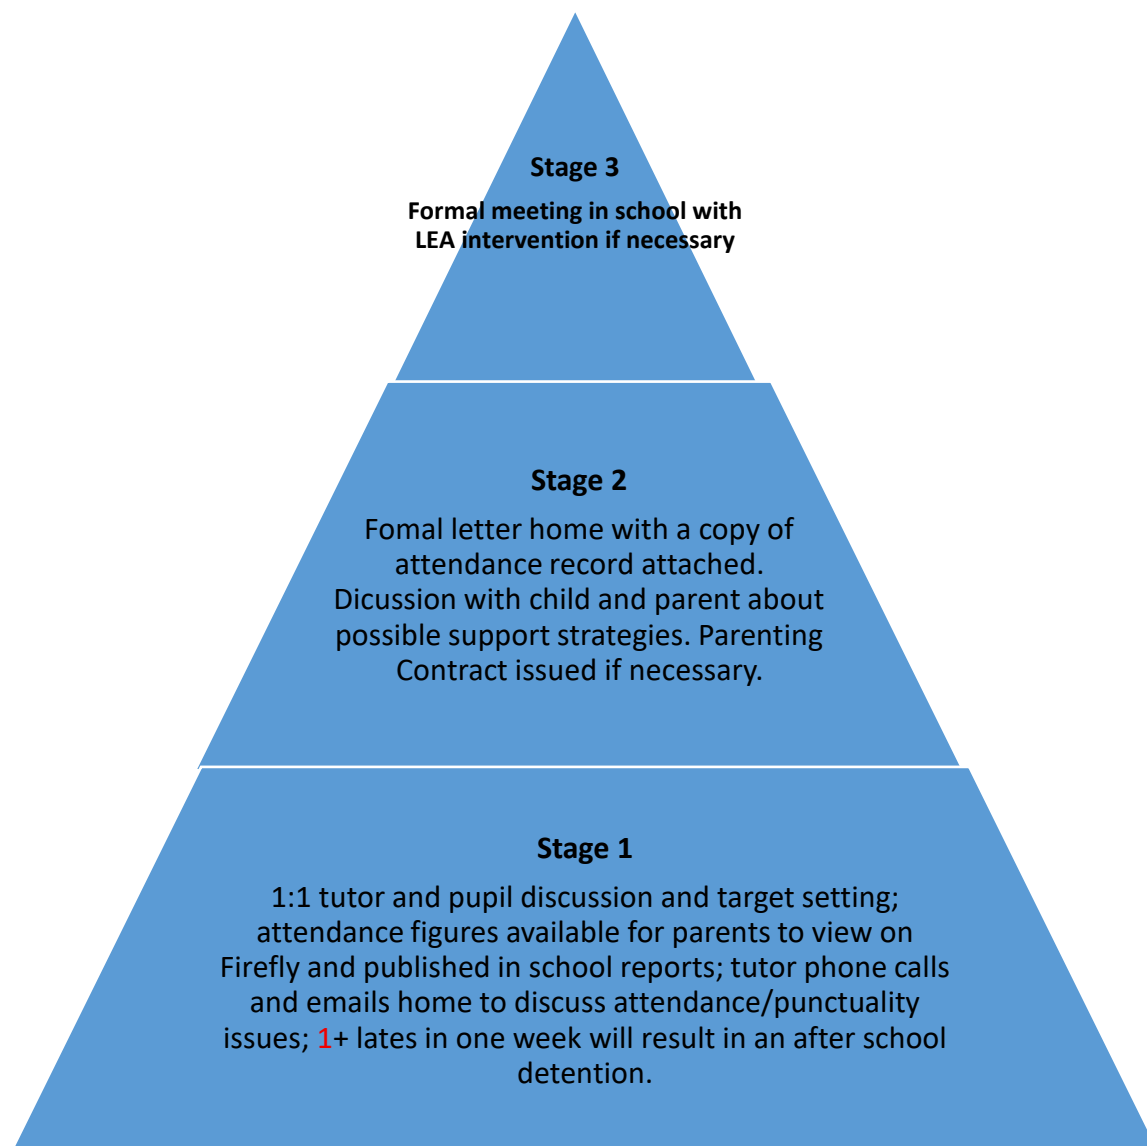 Stage 3
Formal meeting in school with
LEA intervention if necessary
Stage 2
Fomal letter home with a copy of
attendance record attached.
Dicussion with child and parent about
possible support strategies. Parenting
Contract issued if necessary.
Stage 1
1:1 tutor and pupil discussion and target setting;
attendance figures available for parents to view on
Firefly and published in school reports; tutor phone calls
and emails home to discuss attendance/punctuality
issues; 1+ lates in one week will result in an after school
detention.